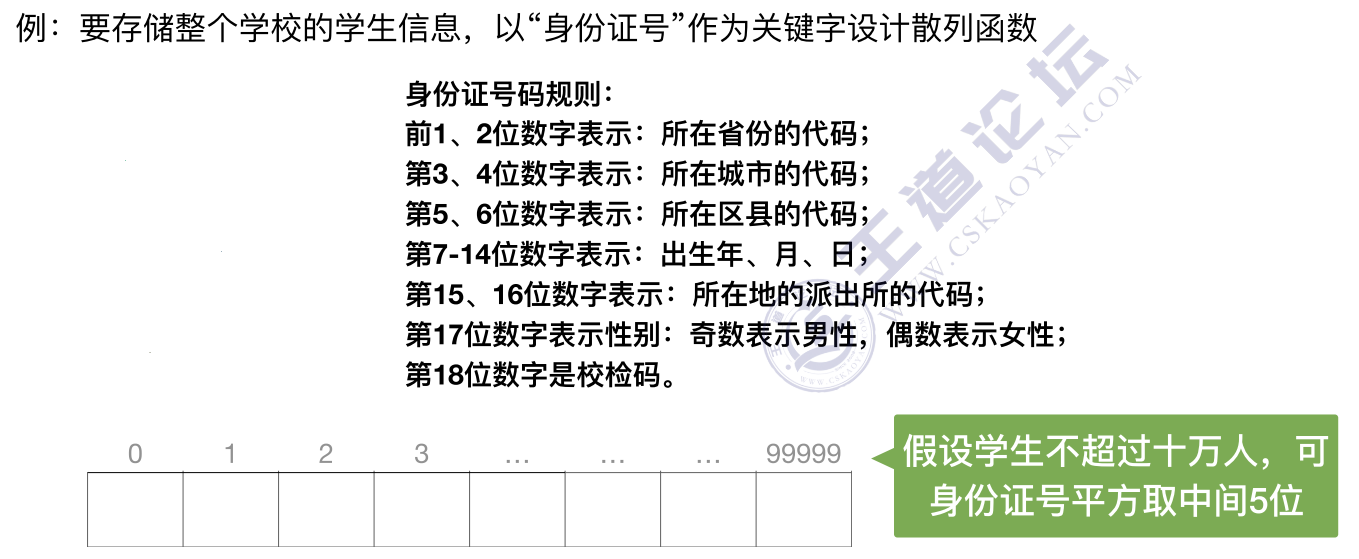 例：要存储整个学校的学生信息，以“身份证号”作为关键字设计散列函数
身份证号码规则：
前1、2位数字表示：所在省份的代码；
第3、4位数字表示：所在城市的代码；
第5、6位数字表示：所在区县的代码；
第7-14位数字表示：出生年、月、日；
第15、16位数字表示：所在地的派出所的代码；
第17位数字表示性别：奇数表示男性，偶数表示女性；
第18位数字是校检码。
王道论坛
WWW.CSKAOYAN.COM
0 1 2 3 … … … 99999
假设学生不超过十万人，可
身份证号平方取中间5位